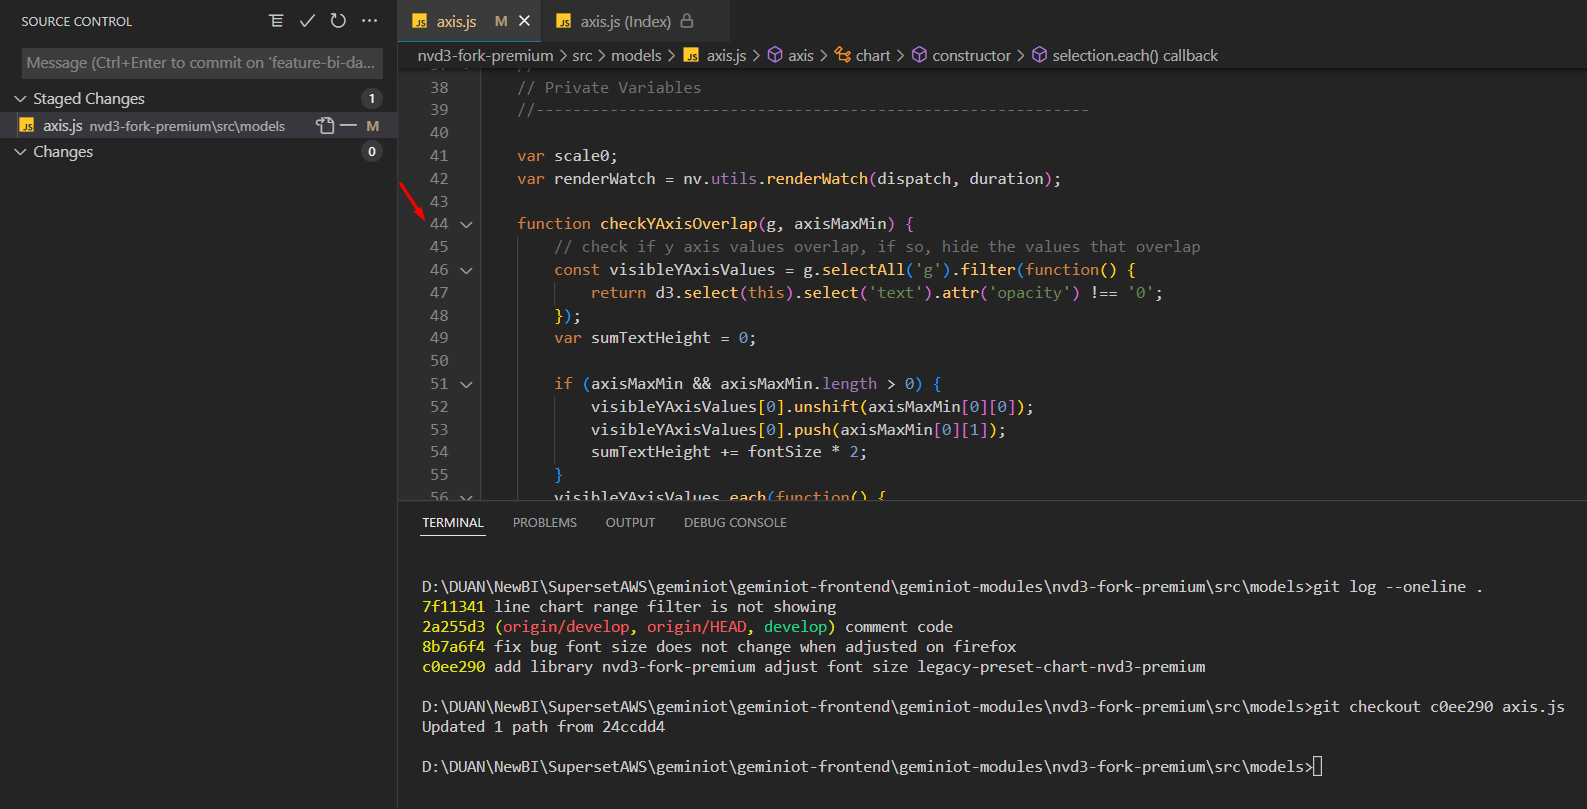 SOURCE CONTROL
Message (Ctrl+Enter to commit on 'feature-bi-da...
Staged Changes 1
JS axis.js nvd3-fork-premium\src\models M
Changes 0
JS axis.js M JS axis.js (Index)
nvd3-fork-premium > src > models > JS axis.js > axis > chart > constructor > selection.each() callback
37 //
38 // Private Variables
39 //------------------------------------------------------------
40
41 var scale0;
42 var renderWatch = nv.utils.renderWatch(dispatch, duration);
43
44 function checkYAxisOverlap(g, axisMaxMin) {
45 // check if y axis values overlap, if so, hide the values that overlap
46 const visibleYAxisValues = g.selectAll('g').filter(function() {
47 return d3.select(this).select('text').attr('opacity') !== '0';
48 });
49 var sumTextHeight = 0;
50
51 if (axisMaxMin && axisMaxMin.length > 0) {
52 visibleYAxisValues[0].unshift(axisMaxMin[0][0]);
53 visibleYAxisValues[0].push(axisMaxMin[0][1]);
54 sumTextHeight += fontSize * 2;
55 }
56 visibleYAxisValues.each(function() {
TERMINAL PROBLEMS OUTPUT DEBUG CONSOLE
D:\DUAN\NewBI\SupersetAWS\geminiot\geminiot-frontend\geminiot-modules\nvd3-fork-premium\src\models>git log --oneline .
7f11341 line chart range filter is not showing
2a255d3 (origin/develop, origin/HEAD, develop) comment code
8b7a6f4 fix bug font size does not change when adjusted on firefox
c0ee290 add library nvd3-fork-premium adjust font size legacy-preset-chart-nvd3-premium
D:\DUAN\NewBI\SupersetAWS\geminiot\geminiot-frontend\geminiot-modules\nvd3-fork-premium\src\models>git checkout c0ee290 axis.js
Updated 1 path from 24ccdd4
D:\DUAN\NewBI\SupersetAWS\geminiot\geminiot-frontend\geminiot-modules\nvd3-fork-premium\src\models>